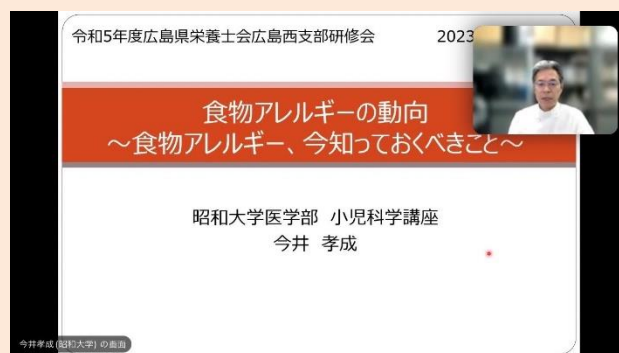 令和5年度広島県栄養士会広島西支部研修会 2023
食物アレルギーの動向
～食物アレルギー、今知っておくべきこと～
昭和大学医学部 小児科学講座
今井 孝成
今井孝成(昭和大学) の画面